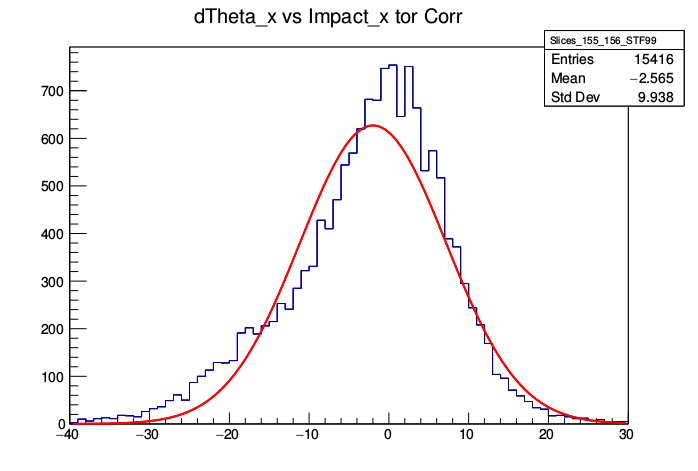 dTheta_x vs Impact_x tor Corr
Slices_155_156_STF99
Entries 15416
Mean −2.565
Std Dev 9.938
700
600
500
400
300
200
100
0
−40 −30 −20 −10 0 10 20 30